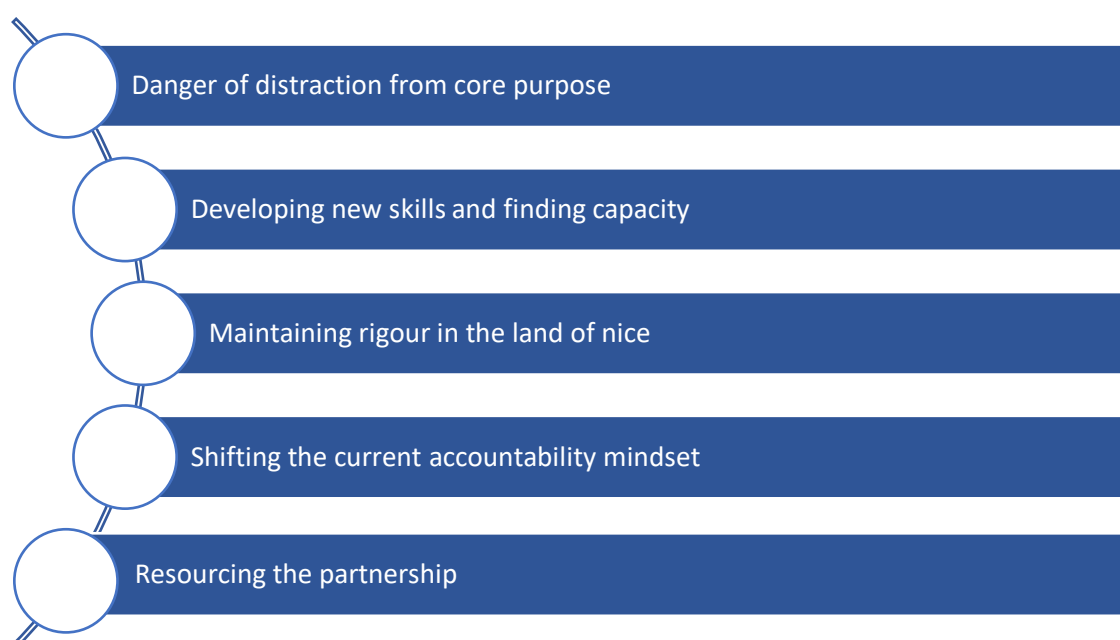 Danger of distraction from core purpose
Developing new skills and finding capacity
Maintaining rigour in the land of nice
Shifting the current accountability mindset
Resourcing the partnership